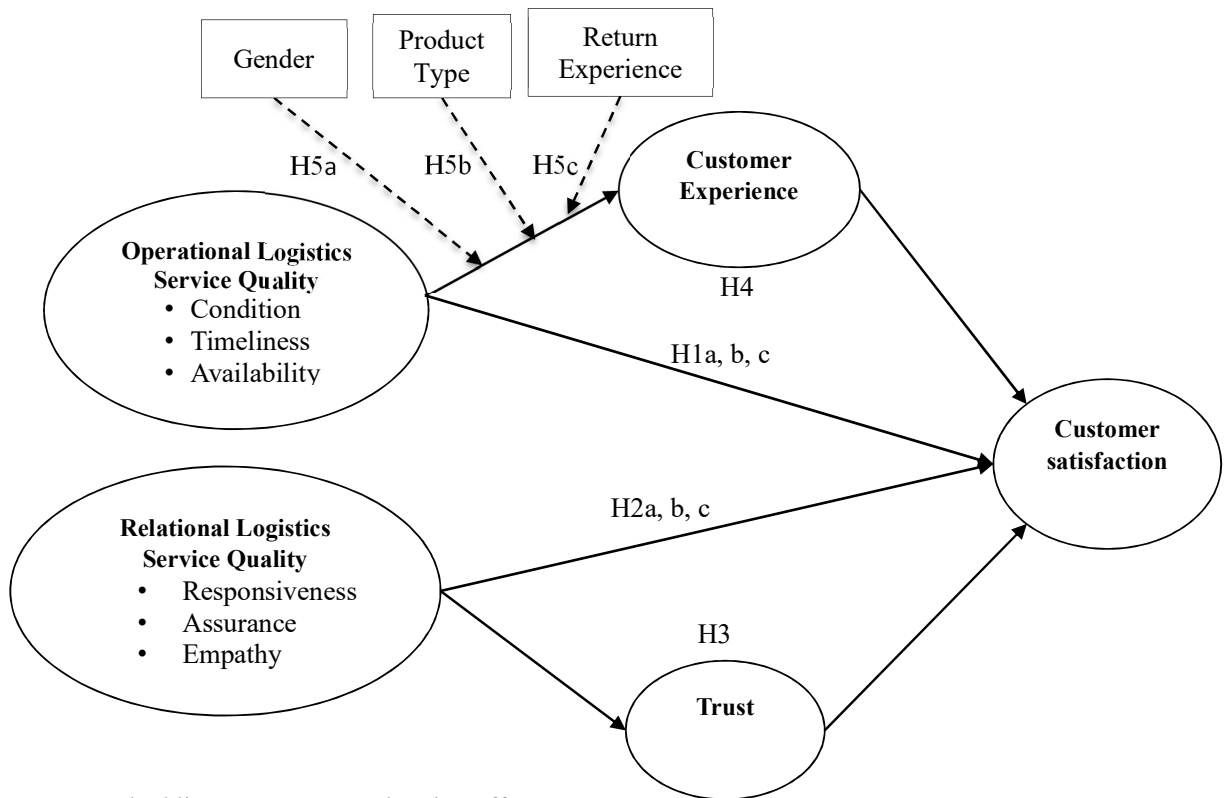 Gender
Product
Type
Return
Experience
H5a
H5b
H5c
Customer
Experience
Operational Logistics
Service Quality
• Condition
• Timeliness
• Availability
H4
H1a, b, c
Customer
satisfaction
H2a, b, c
Relational Logistics
Service Quality
• Responsiveness
• Assurance
• Empathy
H3
Trust